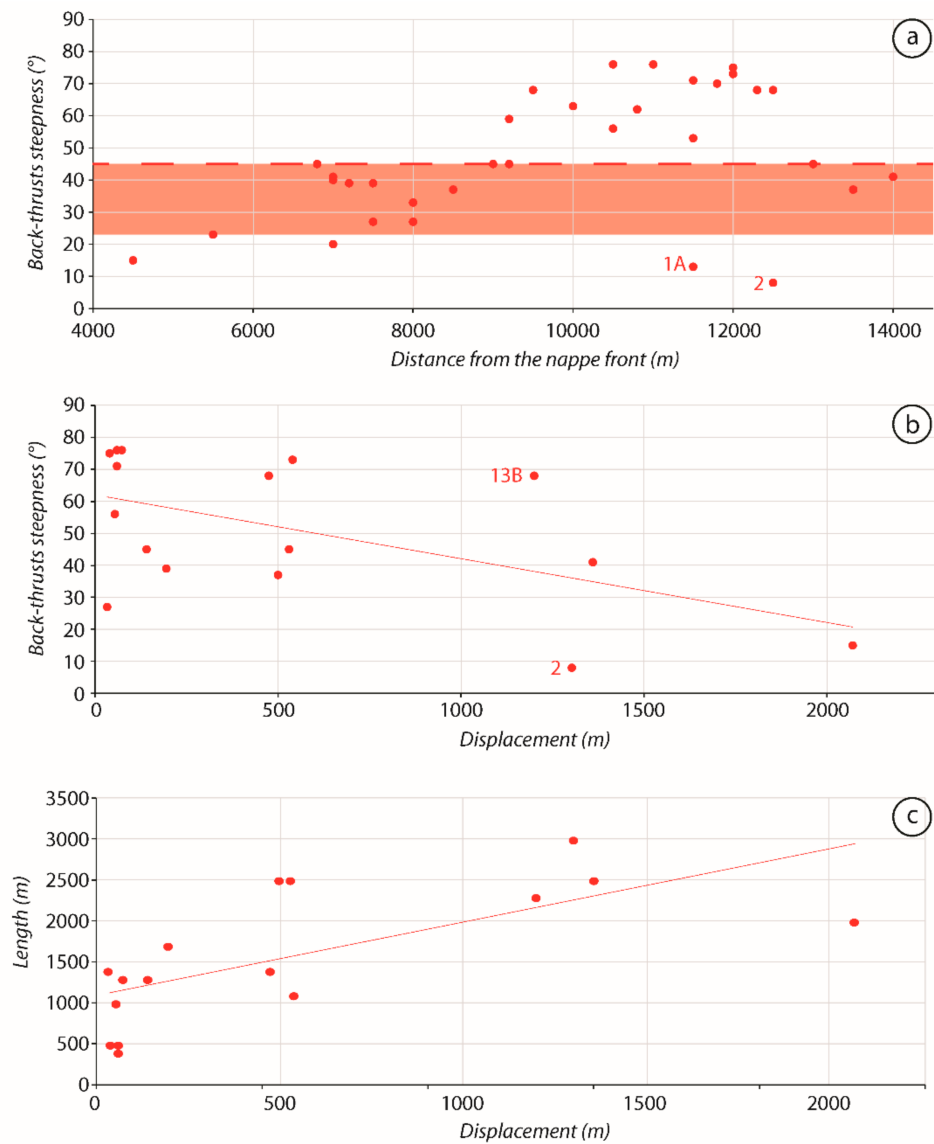 a
Back-thrusts steepness (°)
90
80
70
60
50
40
30
20
10
0
1A
2
4000 6000 8000 10000 12000 14000
Distance from the nappe front (m)
b
Back-thrusts steepness (°)
90
80
70
60
50
40
30
20
10
0
13B
2
0 500 1000 1500 2000
Displacement (m)
c
Length (m)
3500
3000
2500
2000
1500
1000
500
0
0 500 1000 1500 2000
Displacement (m)